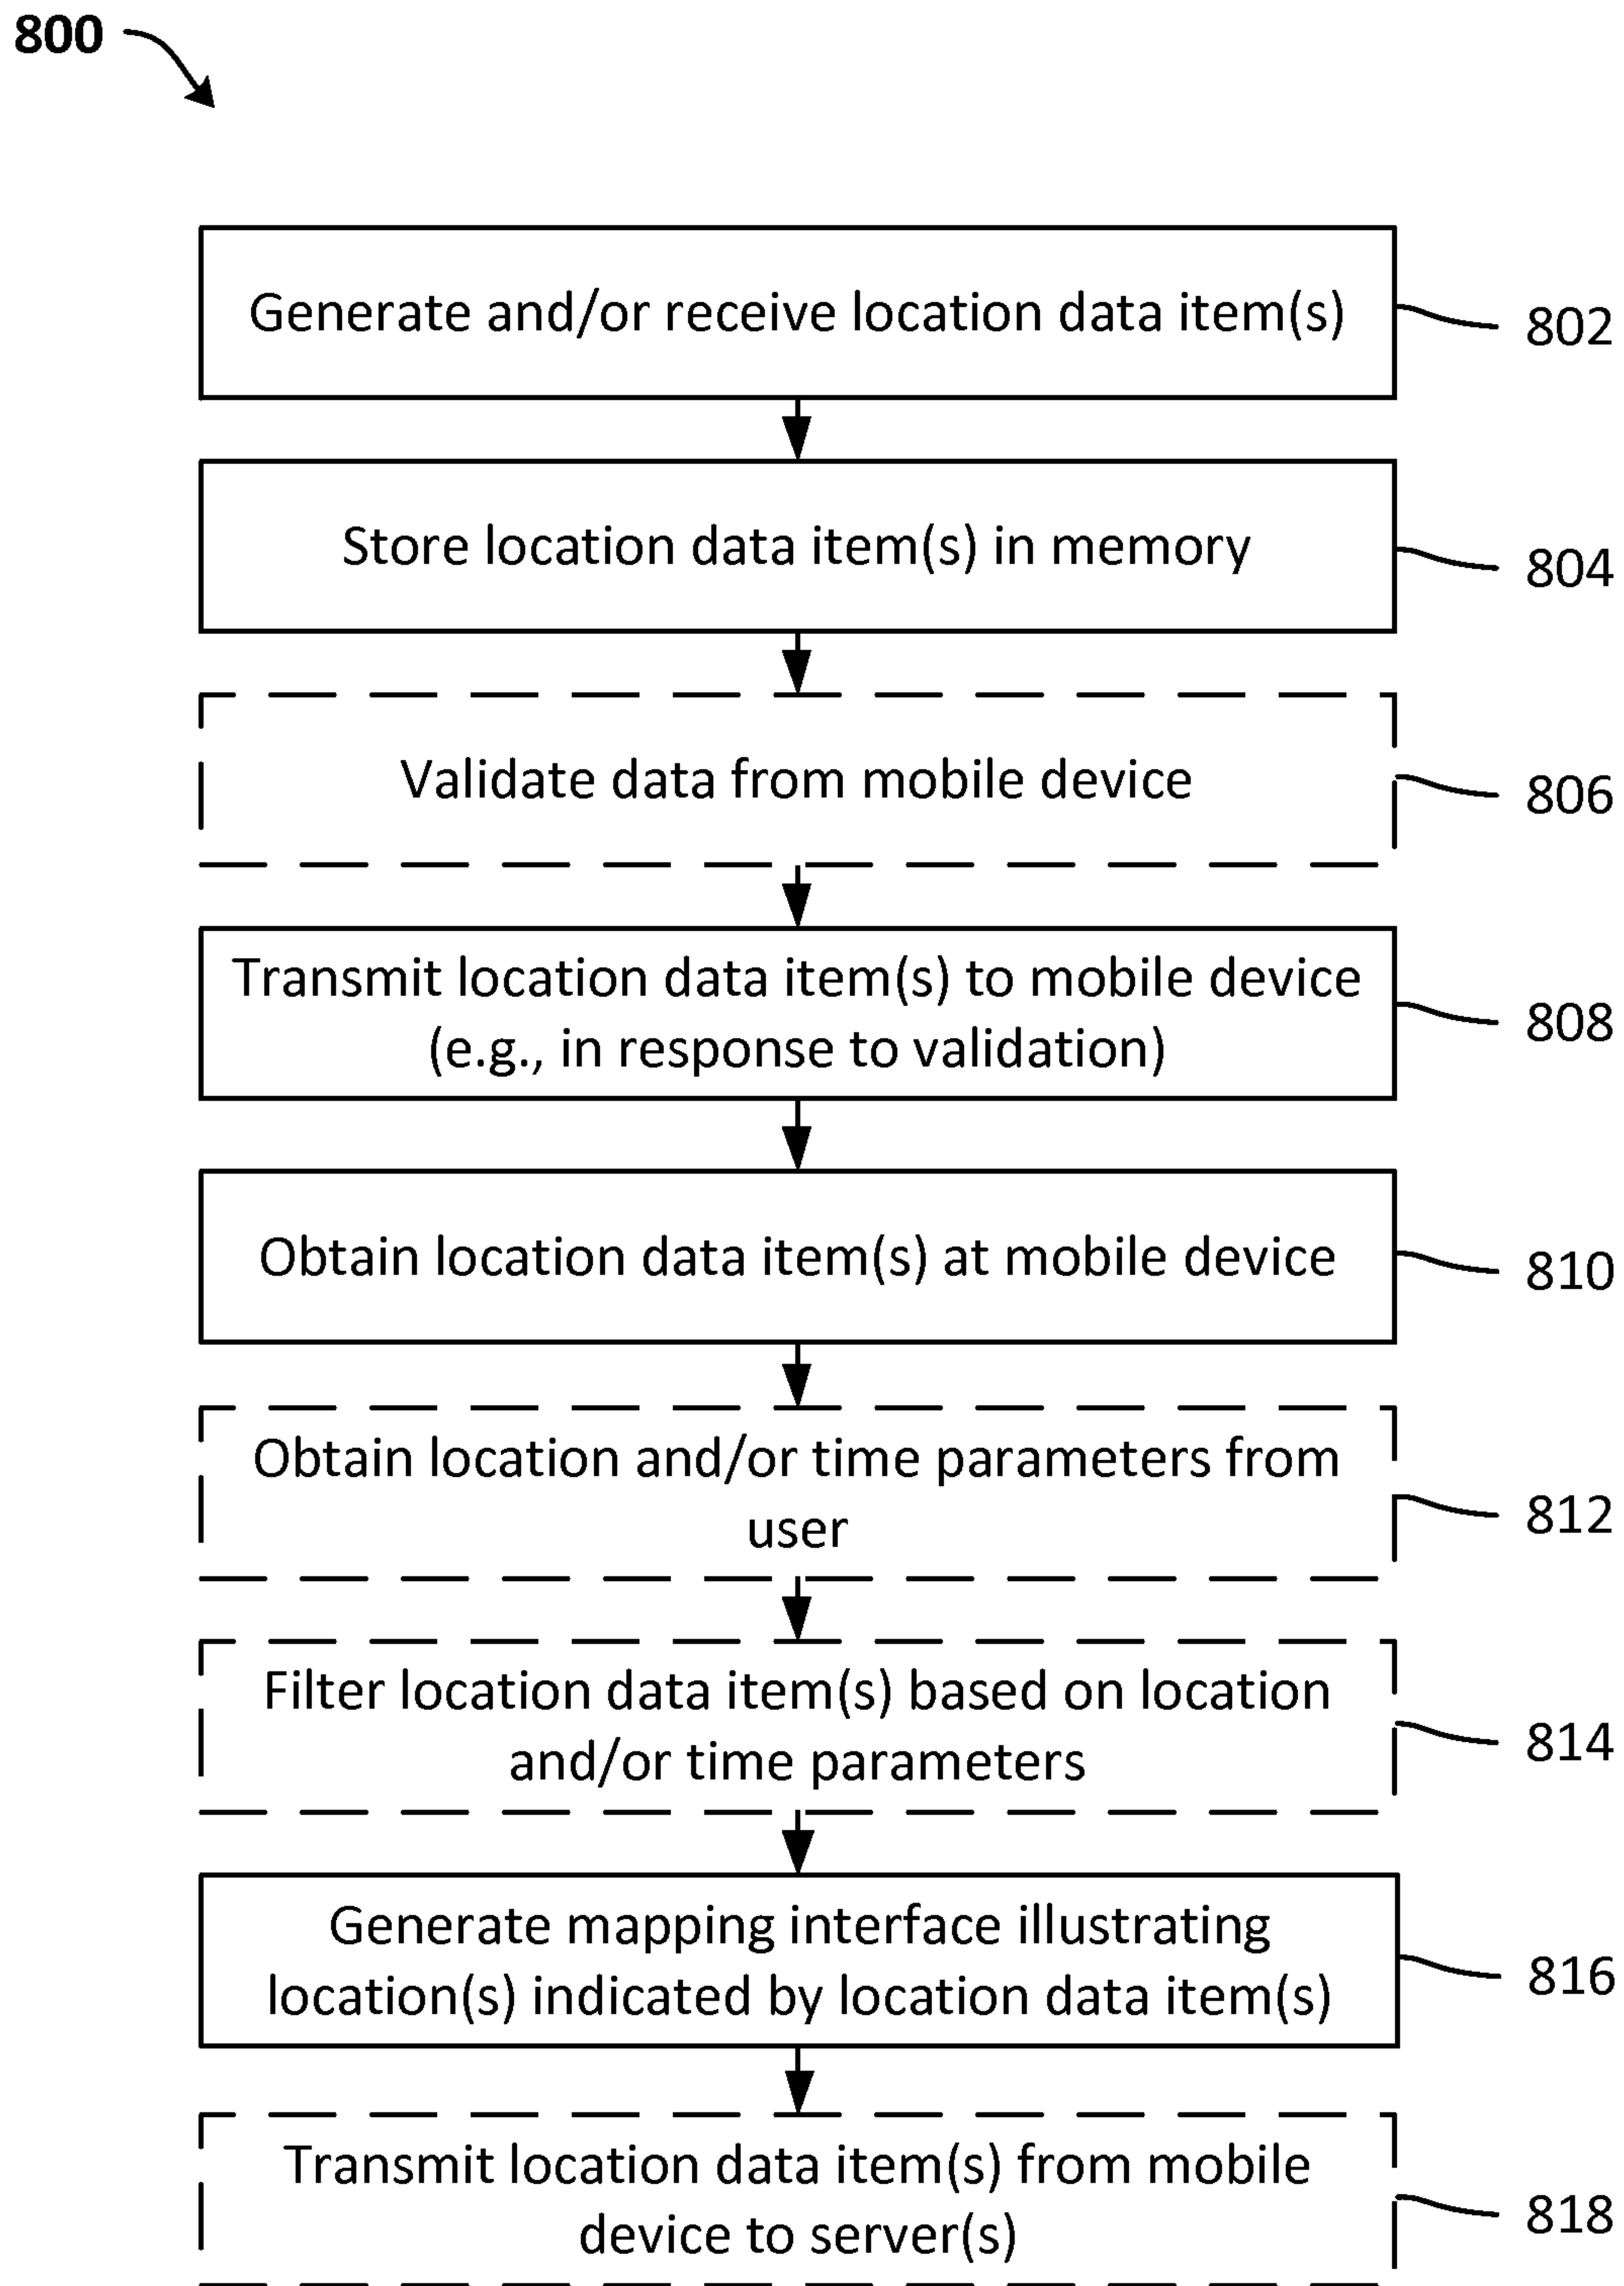 800
Generate and/or receive location data item(s)
802
Store location data item(s) in memory
804
Validate data from mobile device
806
Transmit location data item(s) to mobile device
(e.g., in response to validation)
808
Obtain location data item(s) at mobile device
810
Obtain location and/or time parameters from
user
812
Filter location data item(s) based on location
and/or time parameters
814
Generate mapping interface illustrating
location(s) indicated by location data item(s)
816
Transmit location data item(s) from mobile
device to server(s)
818